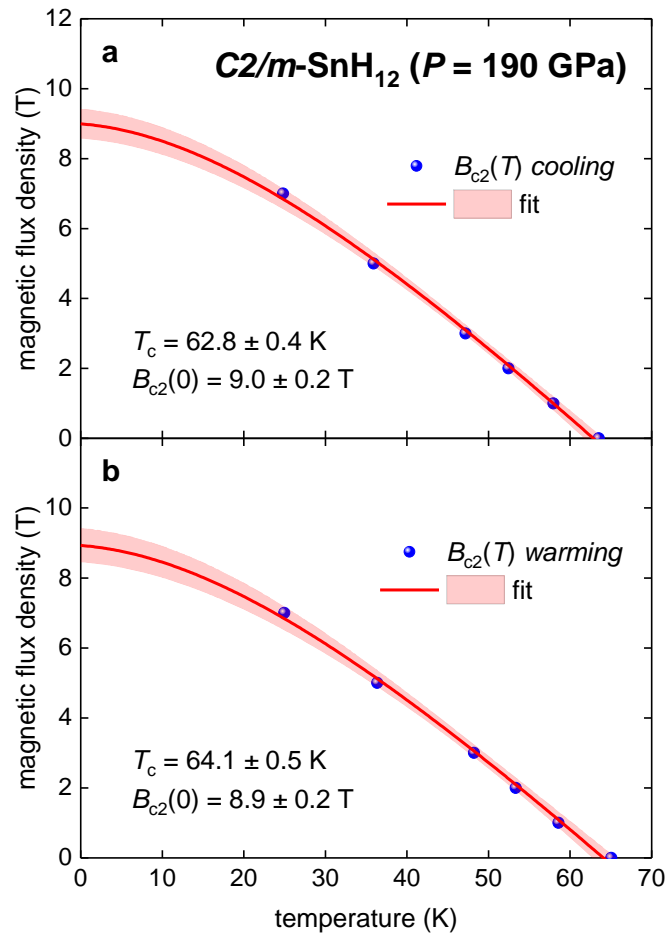 a
C2/m-SnH12 (P = 190 GPa)
12
10
8
6
4
2
0
magnetic flux density (T)
Bc2(T) cooling
fit
Tc = 62.8 ± 0.4 K
Bc2(0) = 9.0 ± 0.2 T
b
10
8
6
4
2
0
magnetic flux density (T)
Bc2(T) warming
fit
Tc = 64.1 ± 0.5 K
Bc2(0) = 8.9 ± 0.2 T
0 10 20 30 40 50 60 70
temperature (K)